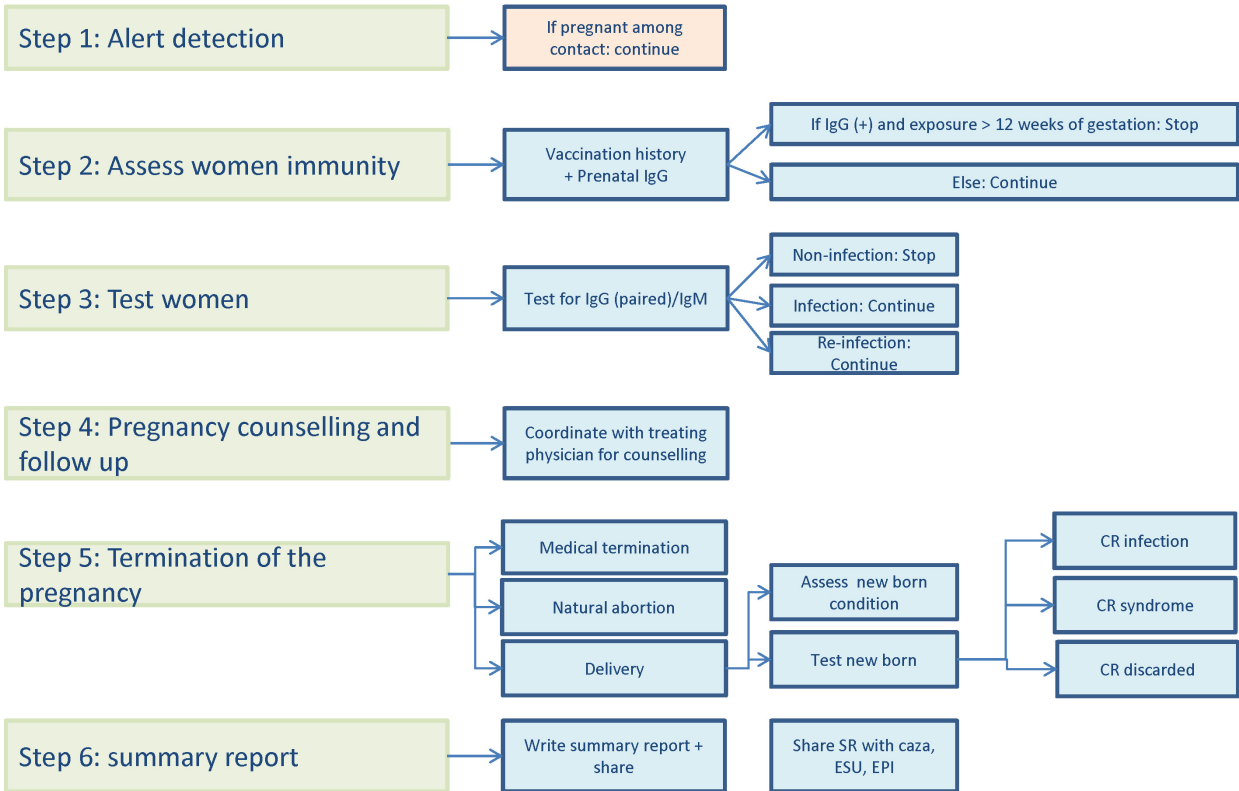 Step 1: Alert detection
If pregnant among
contact: continue
Step 2: Assess women immunity
Vaccination history
+ Prenatal IgG
If IgG (+) and exposure > 12 weeks of gestation: Stop
Else: Continue
Step 3: Test women
Test for IgG (paired)/IgM
Non-infection: Stop
Infection: Continue
Re-infection:
Continue
Step 4: Pregnancy counselling and
follow up
Coordinate with treating
physician for counselling
Step 5: Termination of the
pregnancy
Medical termination
Natural abortion
Delivery
Assess new born
condition
Test new born
CR infection
CR syndrome
CR discarded
Step 6: summary report
Write summary report +
share
Share SR with caza,
ESU, EPI